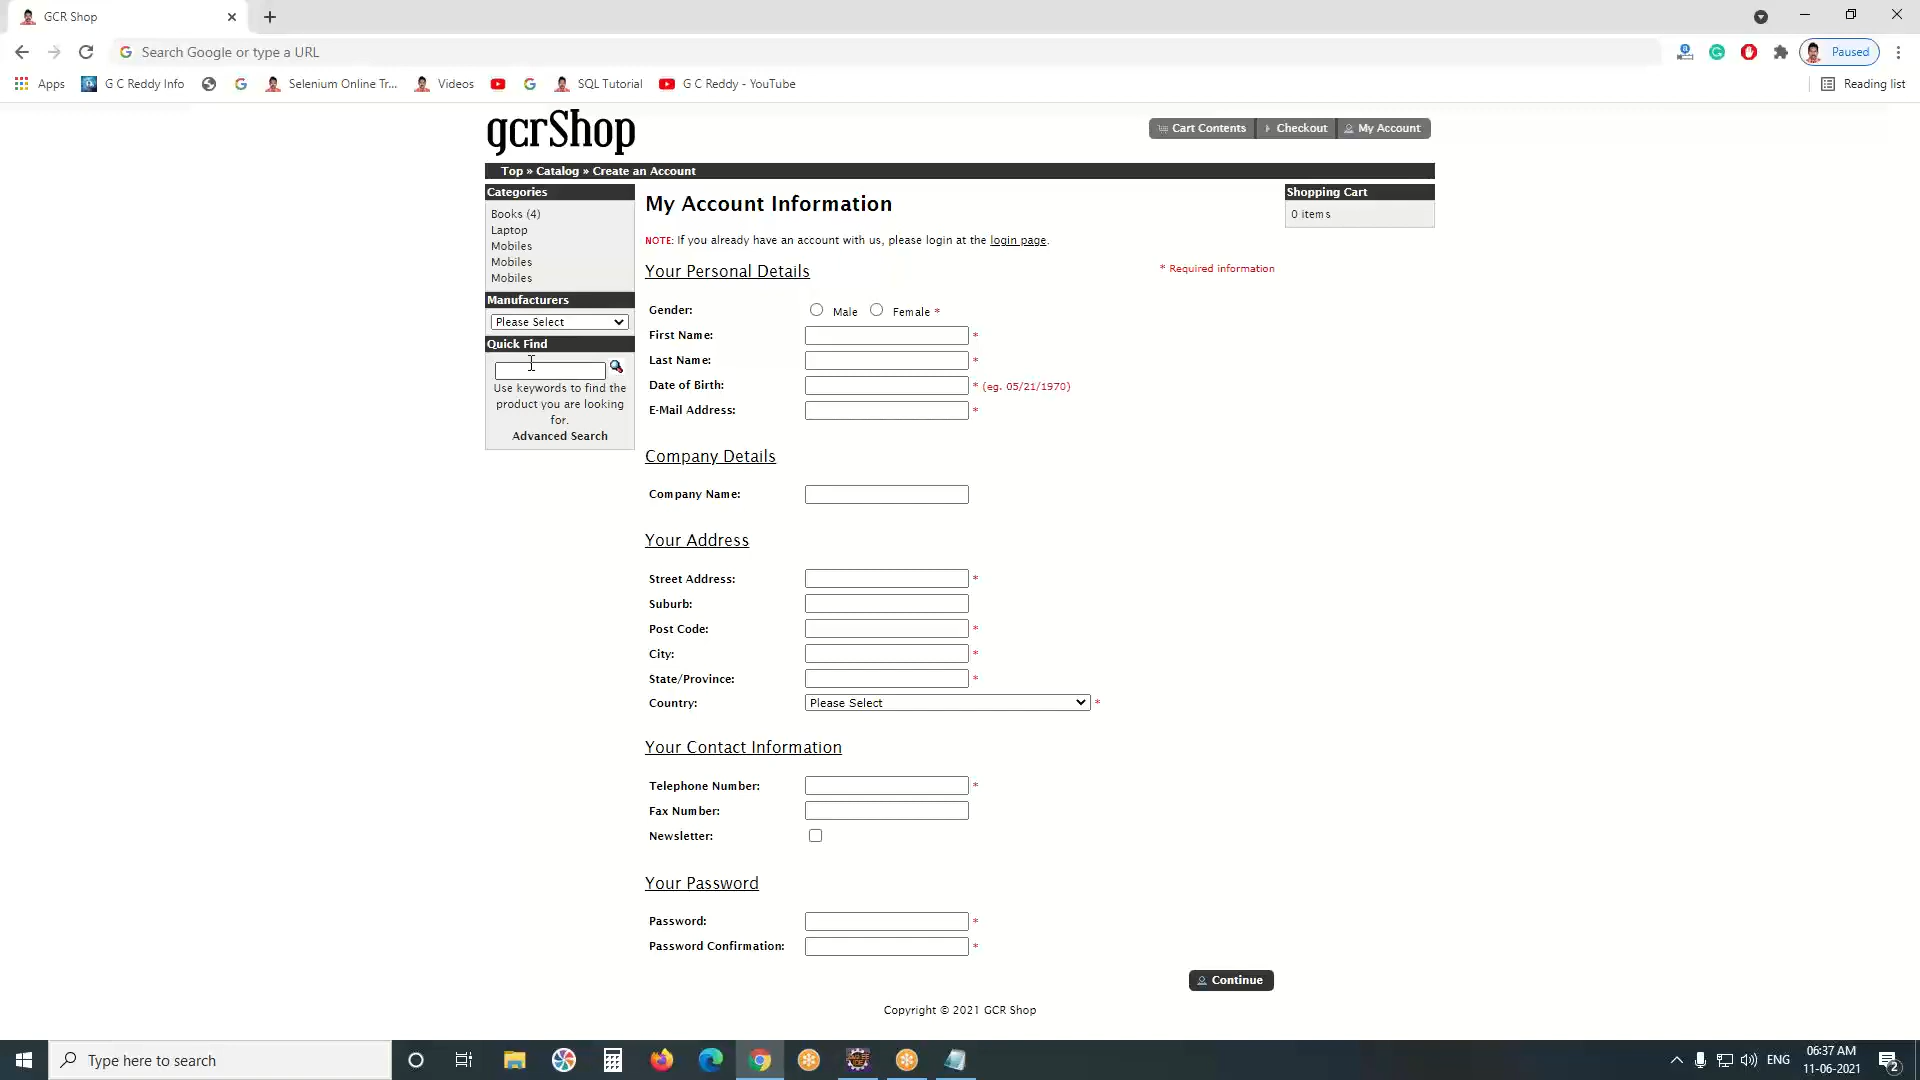 GCR Shop
Search Google or type a URL
Paused
Apps
G C Reddy Info
Selenium Online Tr...
Videos
SQL Tutorial
G C Reddy - YouTube
Reading list
gcrShop
Cart Contents
Checkout
My Account
Top » Catalog » Create an Account
Categories
Books (4)
Laptop
Mobiles
Mobiles
Mobiles
Manufacturers
Please Select
Quick Find
Use keywords to find the
product you are looking
for.
Advanced Search
My Account Information
NOTE: If you already have an account with us, please login at the login page.
Your Personal Details
* Required information
Gender: Male Female *
First Name: *
Last Name: *
Date of Birth: * (eg. 05/21/1970)
E-Mail Address: *
Company Details
Company Name:
Your Address
Street Address: *
Suburb:
Post Code: *
City: *
State/Province: *
Country: Please Select *
Your Contact Information
Telephone Number: *
Fax Number:
Newsletter:
Your Password
Password: *
Password Confirmation: *
Continue
Shopping Cart
0 items
Copyright © 2021 GCR Shop
Type here to search
ENG
06:37 AM
11-06-2021
2